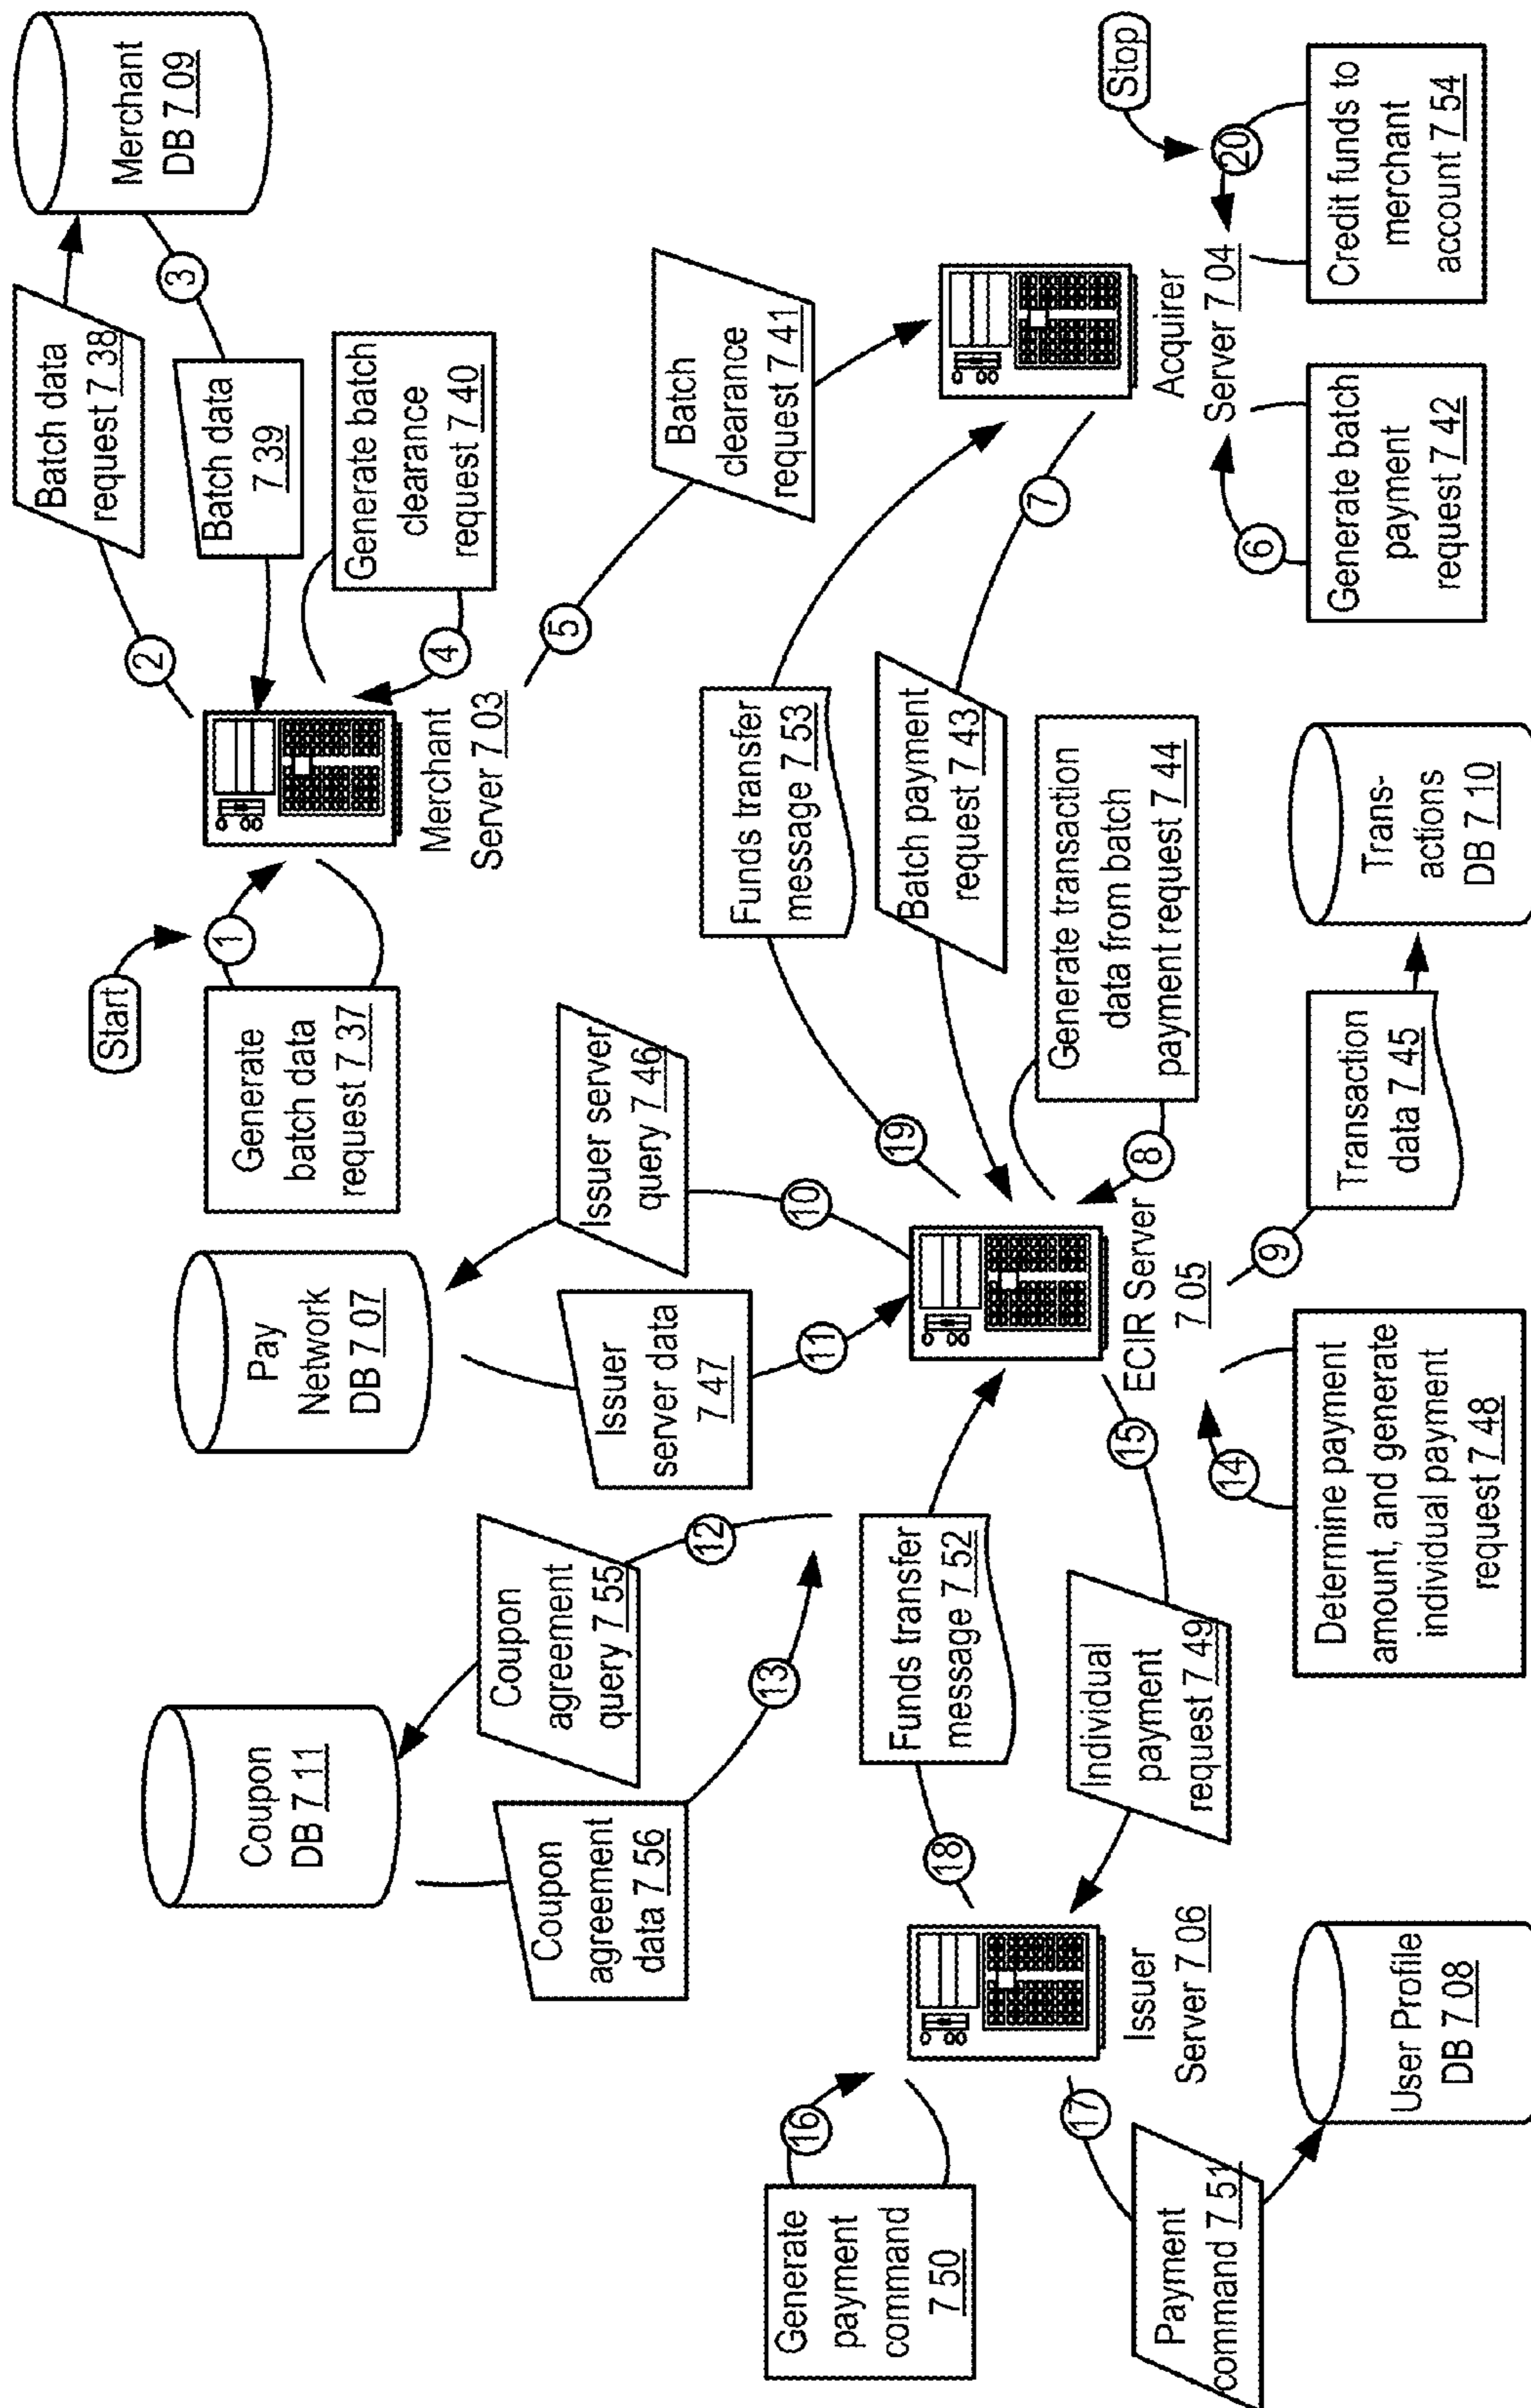 Start
1
Generate
batch data
request 7 37
Merchant
Server 7 03
2
Batch data
request 7 38
Merchant
DB 7 09
3
Batch data
7 39
4
Generate batch
clearance
request 7 40
5
Batch
clearance
request 7 41
Acquirer
Server 7 04
6
Generate batch
payment
request 7 42
7
Batch payment
request 7 43
ECIR Server
7 05
8
Generate transaction
data from batch
payment request 7 44
9
Transaction
data 7 45
Trans-
actions
DB 7 10
10
Issuer server
query 7 46
Pay
Network
DB 7 07
11
Issuer
server data
7 47
12
Coupon
agreement
query 7 55
Coupon
DB 7 11
13
Coupon
agreement
data 7 56
14
Determine payment
amount, and generate
individual payment
request 7 48
15
Individual
payment
request 7 49
Issuer
Server 7 06
16
Generate
payment
command
7 50
17
Payment
command 7 51
User Profile
DB 7 08
18
Funds transfer
message 7 52
19
Funds transfer
message 7 53
20
Credit funds to
merchant
account 7 54
Stop